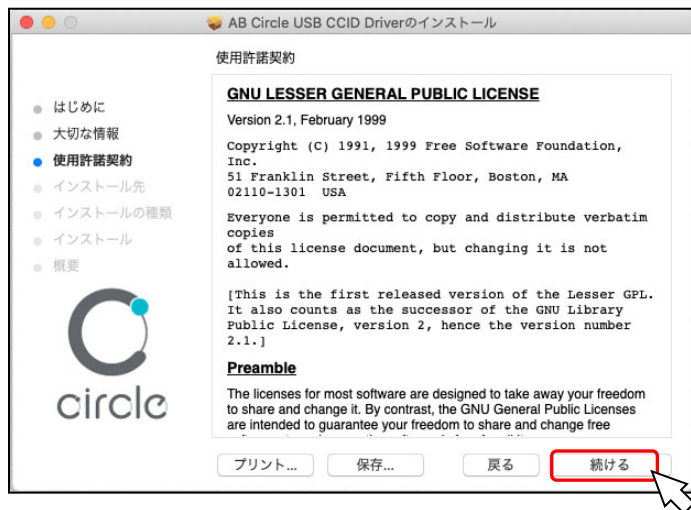 AB Circle USB CCID Driverのインストール
使用許諾契約
はじめに
大切な情報
使用許諾契約
インストール先
インストールの種類
インストール
概要
circle
GNU LESSER GENERAL PUBLIC LICENSE
Version 2.1, February 1999
Copyright (C) 1991, 1999 Free Software Foundation,
Inc.
51 Franklin Street, Fifth Floor, Boston, MA
02110-1301  USA
Everyone is permitted to copy and distribute verbatim
copies
of this license document, but changing it is not
allowed.
[This is the first released version of the Lesser GPL.
It also counts as the successor of the GNU Library
Public License, version 2, hence the version number
2.1.]
Preamble
The licenses for most software are designed to take away your freedom
to share and change it. By contrast, the GNU General Public Licenses
are intended to guarantee your freedom to share and change free
プリント...
保存...
戻る
続ける